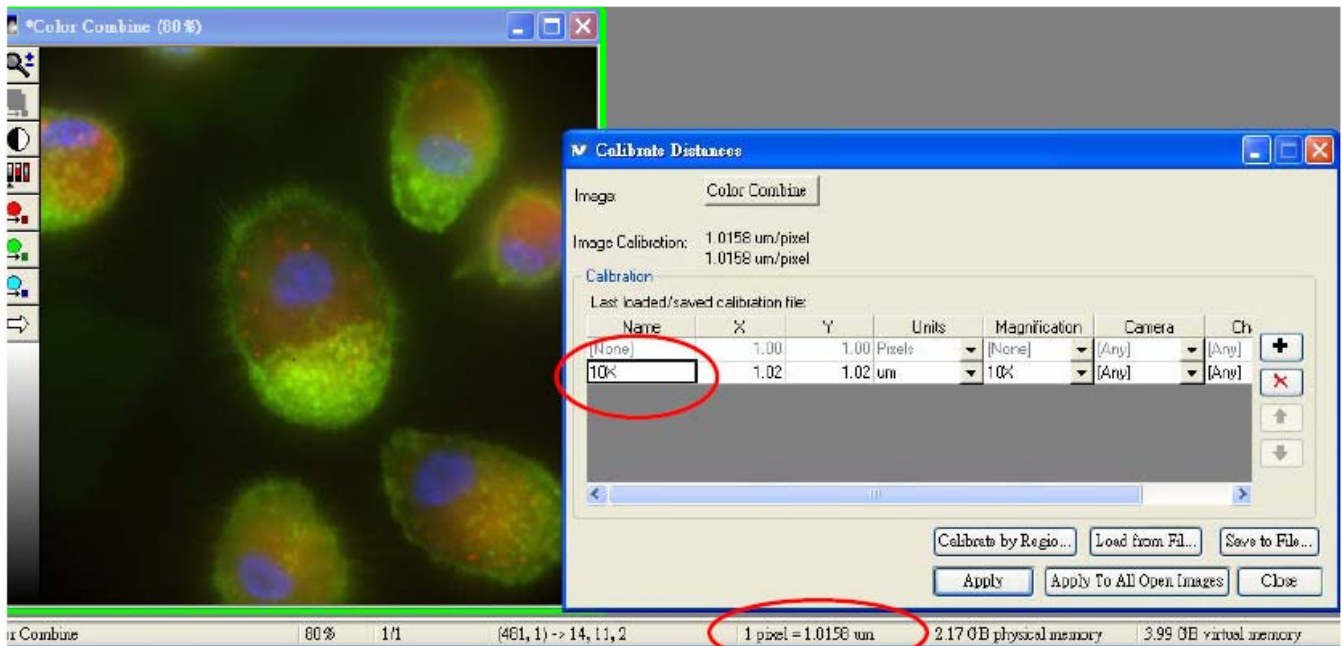 *Color Combine (80%)
Calibrate Distances
Image:
Color Combine
Image Calibration:
1.0158 um/pixel
1.0158 um/pixel
Calibration
Last loaded/saved calibration file:
Name X Y Units Magnification Camera Ch
[None] 1.00 1.00 Pixels [None] [Any] [Any]
10X 1.02 1.02 um 10X [Any] [Any]
Calibrate by Regio... Load from Fil... Save to File...
Apply Apply To All Open Images Close
r Combine 80% 1/1 (481, 1) -> 14, 11, 2 1 pixel = 1.0158 um 2.17 GB physical memory 3.99 GB virtual memory